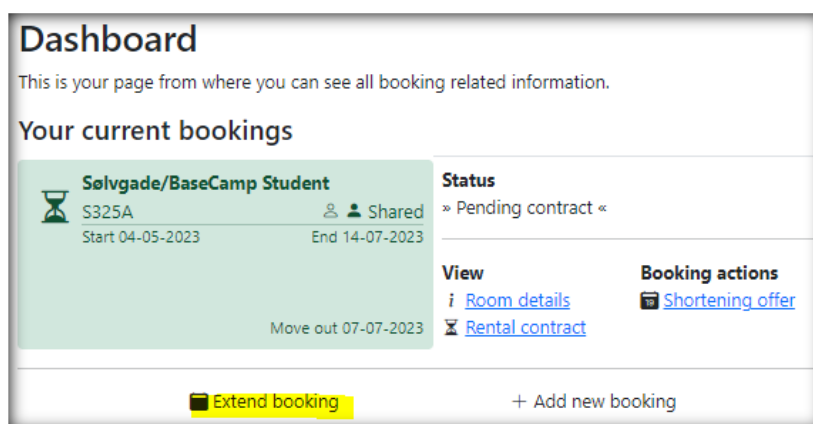 Dashboard
This is your page from where you can see all booking related information.
Your current bookings
Sølvgade/BaseCamp Student
S325A Shared
Start 04-05-2023 End 14-07-2023
Move out 07-07-2023
Status
» Pending contract «
View
i Room details
Rental contract
Booking actions
19 Shortening offer
Extend booking
+ Add new booking